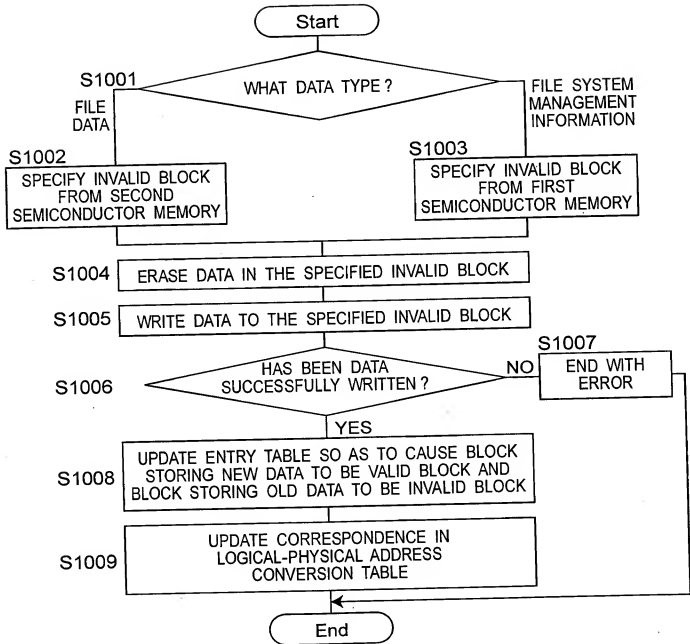 Start
S1001
WHAT DATA TYPE?
FILE
DATA
FILE SYSTEM
MANAGEMENT
INFORMATION
S1002
SPECIFY INVALID BLOCK
FROM SECOND
SEMICONDUCTOR MEMORY
S1003
SPECIFY INVALID BLOCK
FROM FIRST
SEMICONDUCTOR MEMORY
S1004
ERASE DATA IN THE SPECIFIED INVALID BLOCK
S1005
WRITE DATA TO THE SPECIFIED INVALID BLOCK
S1006
HAS BEEN DATA
SUCCESSFULLY WRITTEN?
NO
S1007
END WITH
ERROR
YES
S1008
UPDATE ENTRY TABLE SO AS TO CAUSE BLOCK
STORING NEW DATA TO BE VALID BLOCK AND
BLOCK STORING OLD DATA TO BE INVALID BLOCK
S1009
UPDATE CORRESPONDENCE IN
LOGICAL-PHYSICAL ADDRESS
CONVERSION TABLE
End